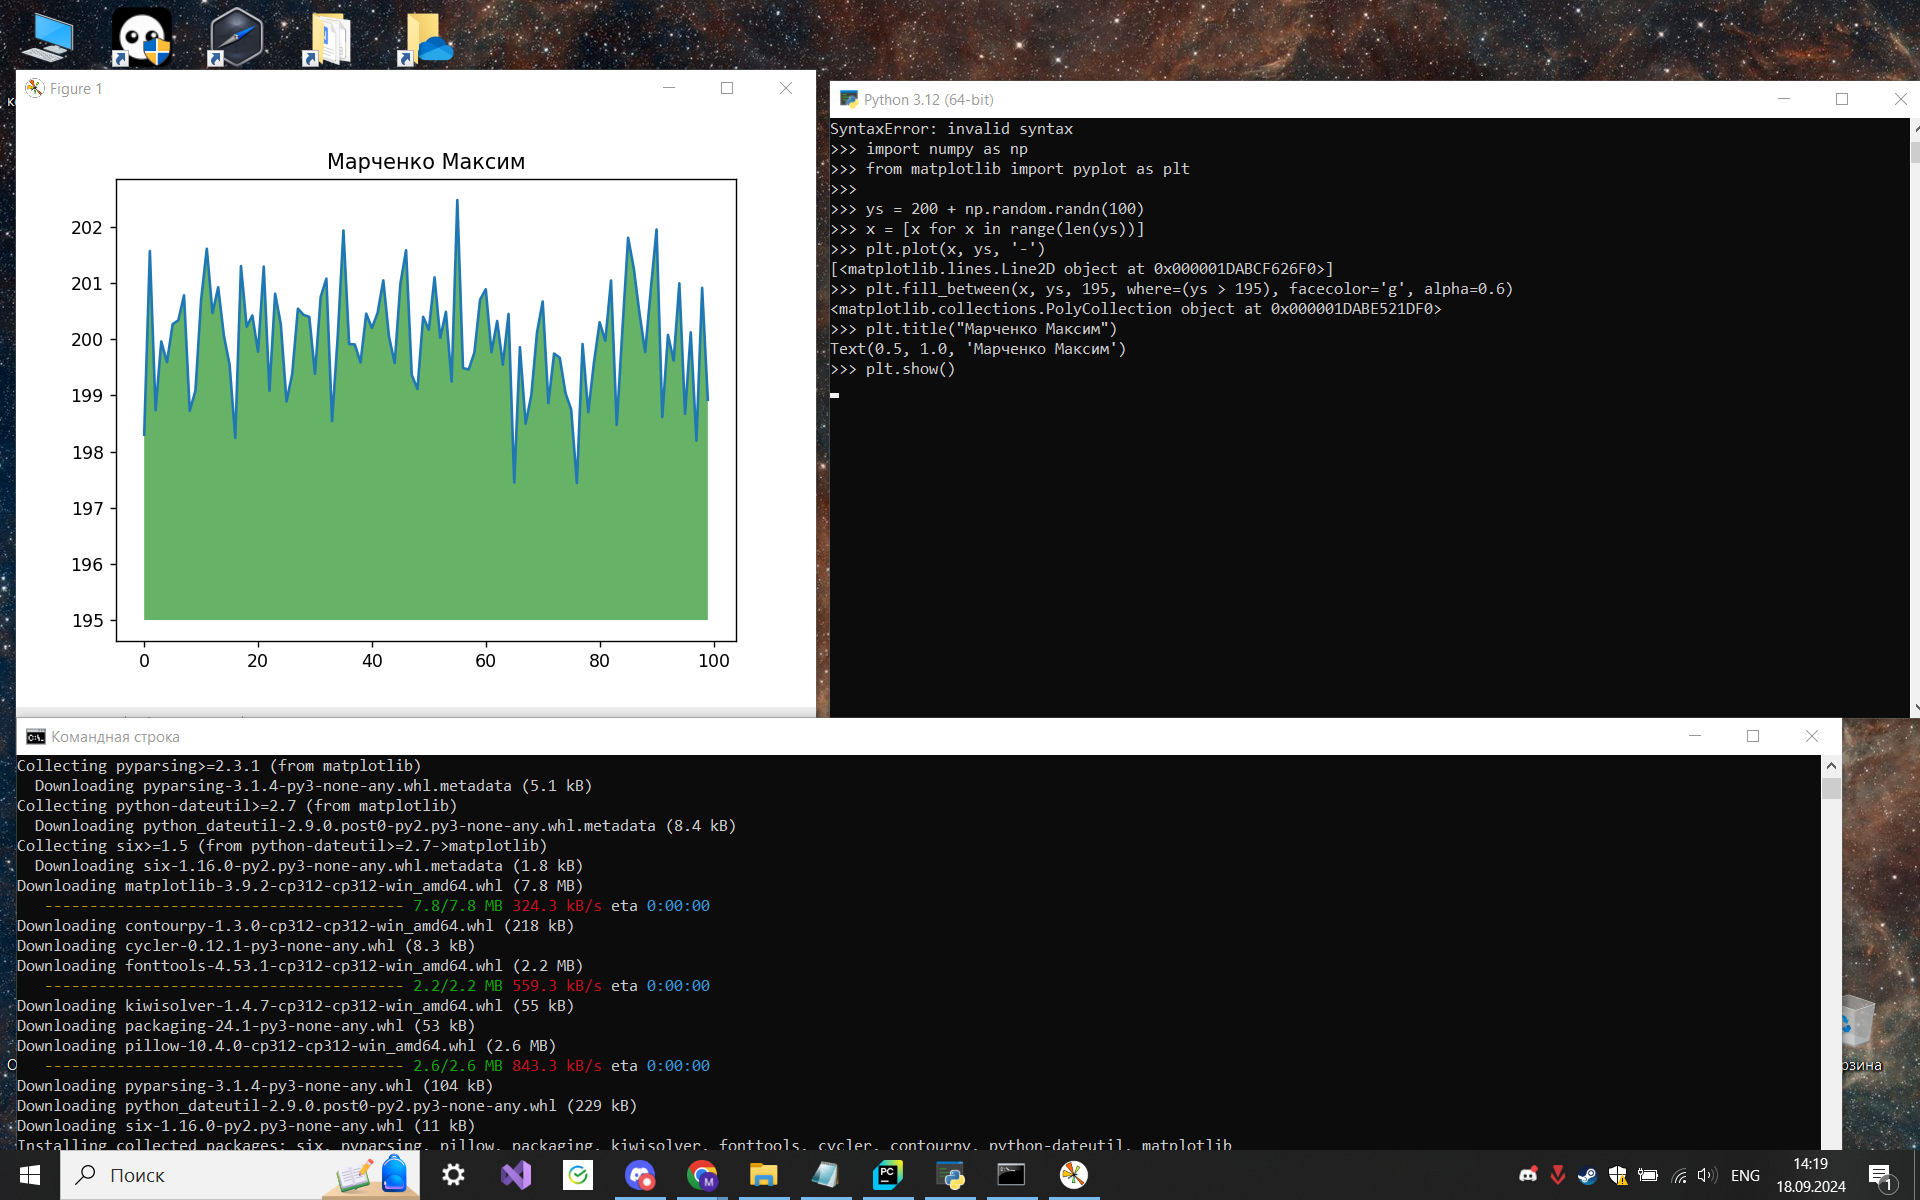 Figure 1
Марченко Максим
202
201
200
199
198
197
196
195
0 20 40 60 80 100
Python 3.12 (64-bit)
SyntaxError: invalid syntax
>>> import numpy as np
>>> from matplotlib import pyplot as plt
>>>
>>> ys = 200 + np.random.randn(100)
>>> x = [x for x in range(len(ys))]
>>> plt.plot(x, ys, '-')
[<matplotlib.lines.Line2D object at 0x000001DABCF626F0>]
>>> plt.fill_between(x, ys, 195, where=(ys > 195), facecolor='g', alpha=0.6)
<matplotlib.collections.PolyCollection object at 0x000001DABE521DF0>
>>> plt.title("Марченко Максим")
Text(0.5, 1.0, 'Марченко Максим')
>>> plt.show()
Командная строка
Collecting pyparsing>=2.3.1 (from matplotlib)
  Downloading pyparsing-3.1.4-py3-none-any.whl.metadata (5.1 kB)
Collecting python-dateutil>=2.7 (from matplotlib)
  Downloading python_dateutil-2.9.0.post0-py2.py3-none-any.whl.metadata (8.4 kB)
Collecting six>=1.5 (from python-dateutil>=2.7->matplotlib)
  Downloading six-1.16.0-py2.py3-none-any.whl.metadata (1.8 kB)
Downloading matplotlib-3.9.2-cp312-cp312-win_amd64.whl (7.8 MB)
   ---------------------------------------- 7.8/7.8 MB 324.3 kB/s eta 0:00:00
Downloading contourpy-1.3.0-cp312-cp312-win_amd64.whl (218 kB)
Downloading cycler-0.12.1-py3-none-any.whl (8.3 kB)
Downloading fonttools-4.53.1-cp312-cp312-win_amd64.whl (2.2 MB)
   ---------------------------------------- 2.2/2.2 MB 559.3 kB/s eta 0:00:00
Downloading kiwisolver-1.4.7-cp312-cp312-win_amd64.whl (55 kB)
Downloading packaging-24.1-py3-none-any.whl (53 kB)
Downloading pillow-10.4.0-cp312-cp312-win_amd64.whl (2.6 MB)
   ---------------------------------------- 2.6/2.6 MB 843.3 kB/s eta 0:00:00
Downloading pyparsing-3.1.4-py3-none-any.whl (104 kB)
Downloading python_dateutil-2.9.0.post0-py2.py3-none-any.whl (229 kB)
Downloading six-1.16.0-py2.py3-none-any.whl (11 kB)
Installing collected packages: six, pyparsing, pillow, packaging, kiwisolver, fonttools, cycler, contourpy, python-dateutil, matplotlib
Поиск
ENG
14:19
18.09.2024
1